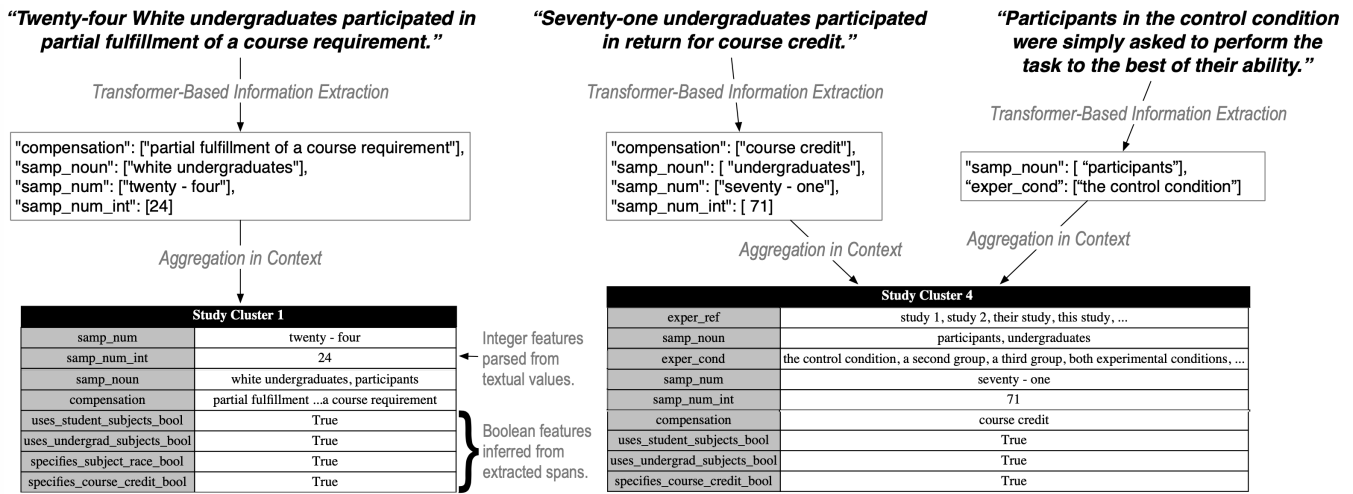 “Twenty-four White undergraduates participated in
partial fulfillment of a course requirement.”
Transformer-Based Information Extraction
"compensation": ["partial fulfillment of a course requirement"],
"samp_noun": ["white undergraduates"],
"samp_num": ["twenty - four"],
"samp_num_int": [24]
Aggregation in Context
Study Cluster 1
samp_num twenty - four
samp_num_int 24
samp_noun white undergraduates, participants
compensation partial fulfillment ...a course requirement
uses_student_subjects_bool True
uses_undergrad_subjects_bool True
specifies_subject_race_bool True
specifies_course_credit_bool True
Integer features
parsed from
textual values.
Boolean features
inferred from
extracted spans.
“Seventy-one undergraduates participated
in return for course credit.”
Transformer-Based Information Extraction
"compensation": ["course credit"],
"samp_noun": [ "undergraduates"],
"samp_num": ["seventy - one"],
"samp_num_int": [ 71]
Aggregation in Context
“Participants in the control condition
were simply asked to perform the
task to the best of their ability.”
Transformer-Based Information Extraction
"samp_noun": [ “participants”],
“exper_cond”: [“the control condition”]
Aggregation in Context
Study Cluster 4
exper_ref study 1, study 2, their study, this study, ...
samp_noun participants, undergraduates
exper_cond the control condition, a second group, a third group, both experimental conditions, ...
samp_num seventy - one
samp_num_int 71
compensation course credit
uses_student_subjects_bool True
uses_undergrad_subjects_bool True
specifies_course_credit_bool True